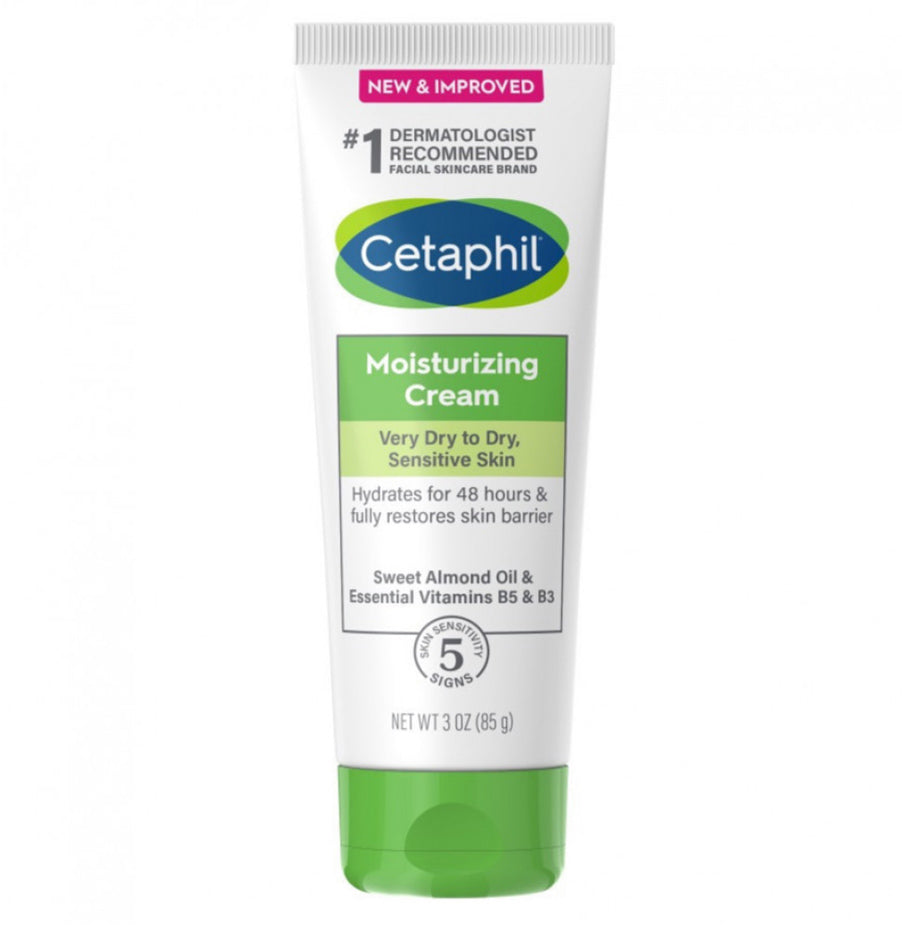 NEW & IMPROVED
#1 DERMATOLOGIST
RECOMMENDED
FACIAL SKINCARE BRAND
Cetaphil
Moisturizing
Cream
Very Dry to Dry,
Sensitive Skin
Hydrates for 48 hours &
fully restores skin barrier
Sweet Almond Oil &
Essential Vitamins B5 & B3
SKIN SENSITIVITY
5
SIGNS
NET WT 3 OZ (85 g)